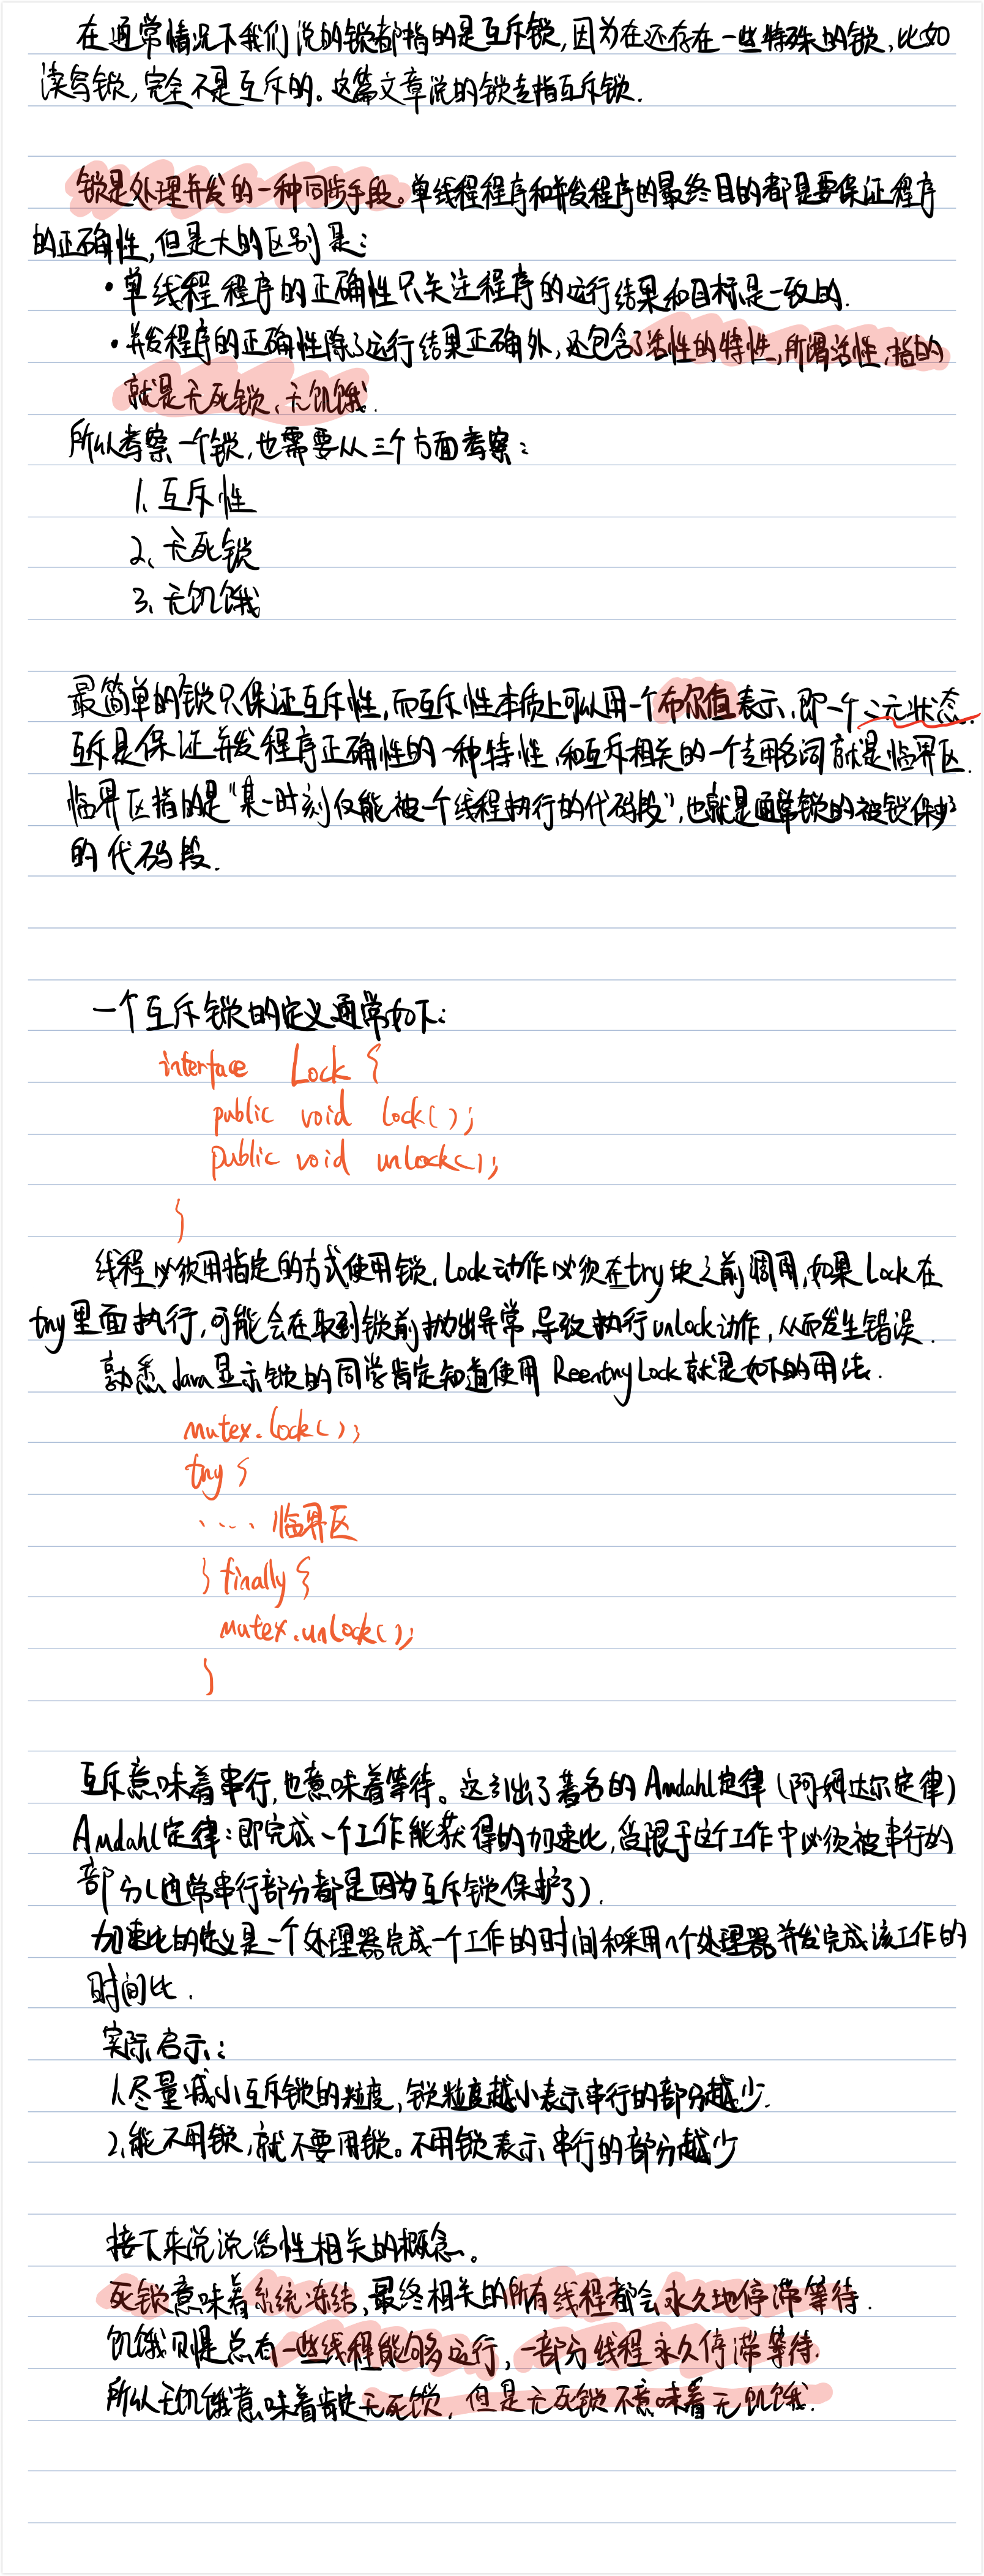 在通常情况下我们说的锁都指的是互斥锁,因为在还存在一些特殊的锁,比如
读写锁,完全不是互斥的。这篇文章说的锁专指互斥锁.
锁是处理并发的一种同步手段。单线程程序和并发程序的最终目的都是要保证程序
的正确性,但是大的区别是:
·单线程程序的正确性只关注程序的运行结果和目标是一致的.
·并发程序的正确性除了运行结果正确外,还包含了活性的特性,所谓活性,指的
就是无死锁、无饥饿.
所以考察一个锁,也需要从三个方面考察:
1、互斥性
2、无死锁
3、无饥饿
最简单的锁只保证互斥性,而互斥性本质上可以用一个布尔值表示,即一个二元状态.
互斥是保证并发程序正确性的一种特性,和互斥相关的一个专用名词就是临界区.
临界区指的是“某一时刻仅能被一个线程执行的代码段”,也就是通常锁的被锁保护
的代码段.
一个互斥锁的定义通常如下:
interface Lock {
public void lock();
public void unlock();
}
线程必须用指定的方式使用锁,Lock动作必须在try块之前调用,如果Lock在
try里面执行,可能会在取到锁前抛出异常,导致执行unlock动作,从而发生错误.
熟悉Java显示锁的同学肯定知道使用ReentryLock就是如下的用法.
mutex.lock();
try {
.... 临界区
} finally {
mutex.unlock();
}
互斥意味着串行,也意味着等待。这引出了著名的Amdahl定律(阿姆达尔定律)
Amdahl定律:即完成一个工作能获得的加速比,受限于这个工作中必须被串行的
部分(通常串行部分都是因为互斥锁保护了).
加速比的定义是一个处理器完成一个工作的时间和采用n个处理器并发完成该工作的
时间比.
实际启示:
1、尽量减小互斥锁的粒度,锁粒度越小表示串行的部分越少.
2、能不用锁,就不要用锁。不用锁表示串行的部分越少
接下来说说活性相关的概念。
死锁意味着系统冻结,最终相关的所有线程都会永久地停滞等待.
饥饿则是总有一些线程能够运行,一部分线程永久停滞等待.
所以无饥饿意味着肯定无死锁,但是无死锁不意味着无饥饿.